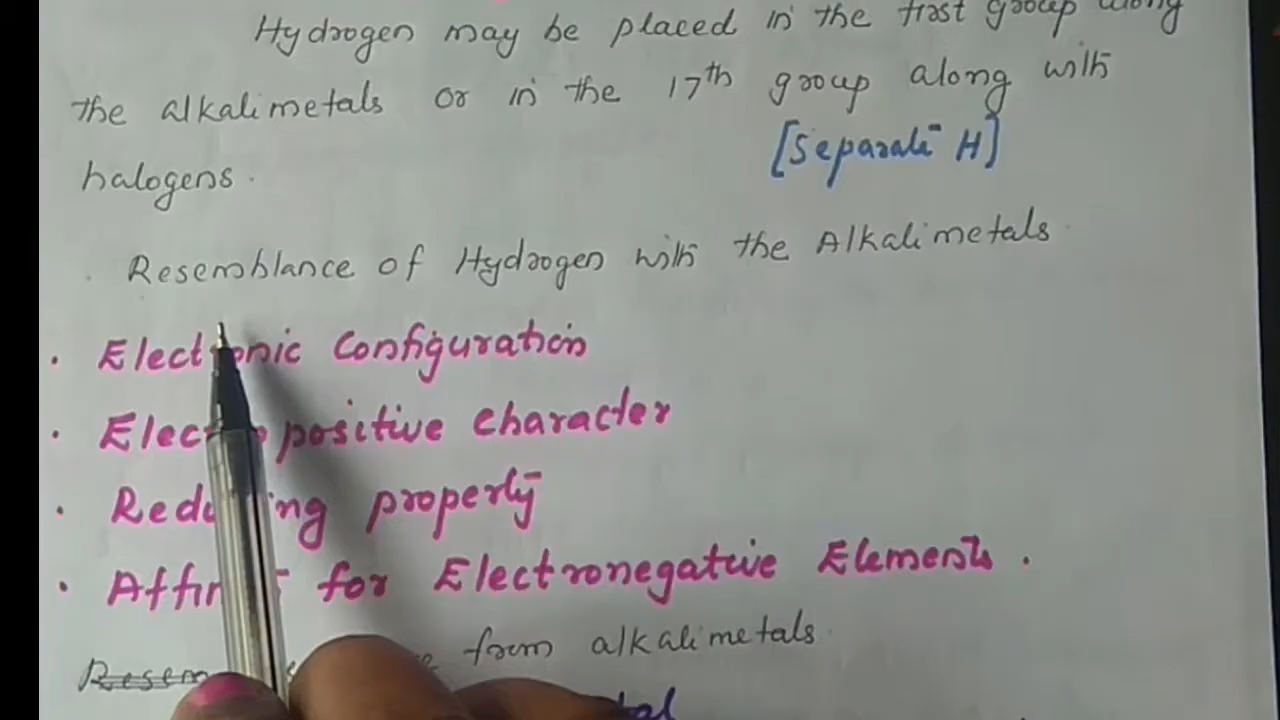 Hydrogen may be placed in the first group along
the alkalimetals or in the 17th group along with
[Separate H]
halogens.
Resemblance of Hydrogen with the Alkalimetals.
. Electronic Configuration
. Electropositive Character
. Reducing property
. Affinity for Electronegative Elements.
from alkalimetals.